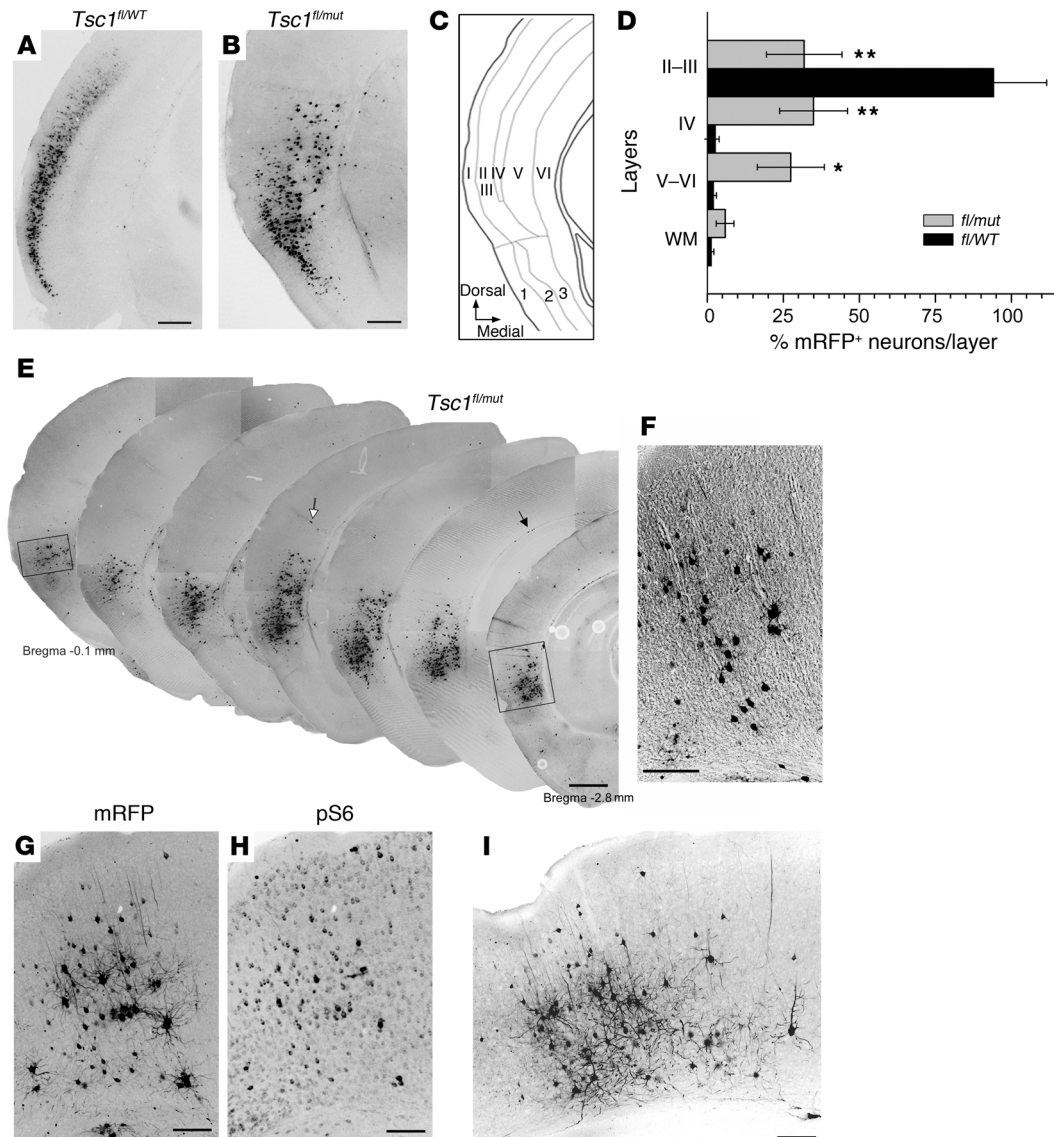 Tsc1fl/WT
Tsc1fl/mut
A
B
C
D
I
II
III
IV
V
VI
1
2
3
Dorsal
Medial
Layers
II–III
IV
V–VI
WM
**
**
*
fl/mut
fl/WT
0
25
50
75
100
% mRFP+ neurons/layer
E
Tsc1fl/mut
Bregma -0.1 mm
Bregma -2.8 mm
F
mRFP
pS6
G
H
I